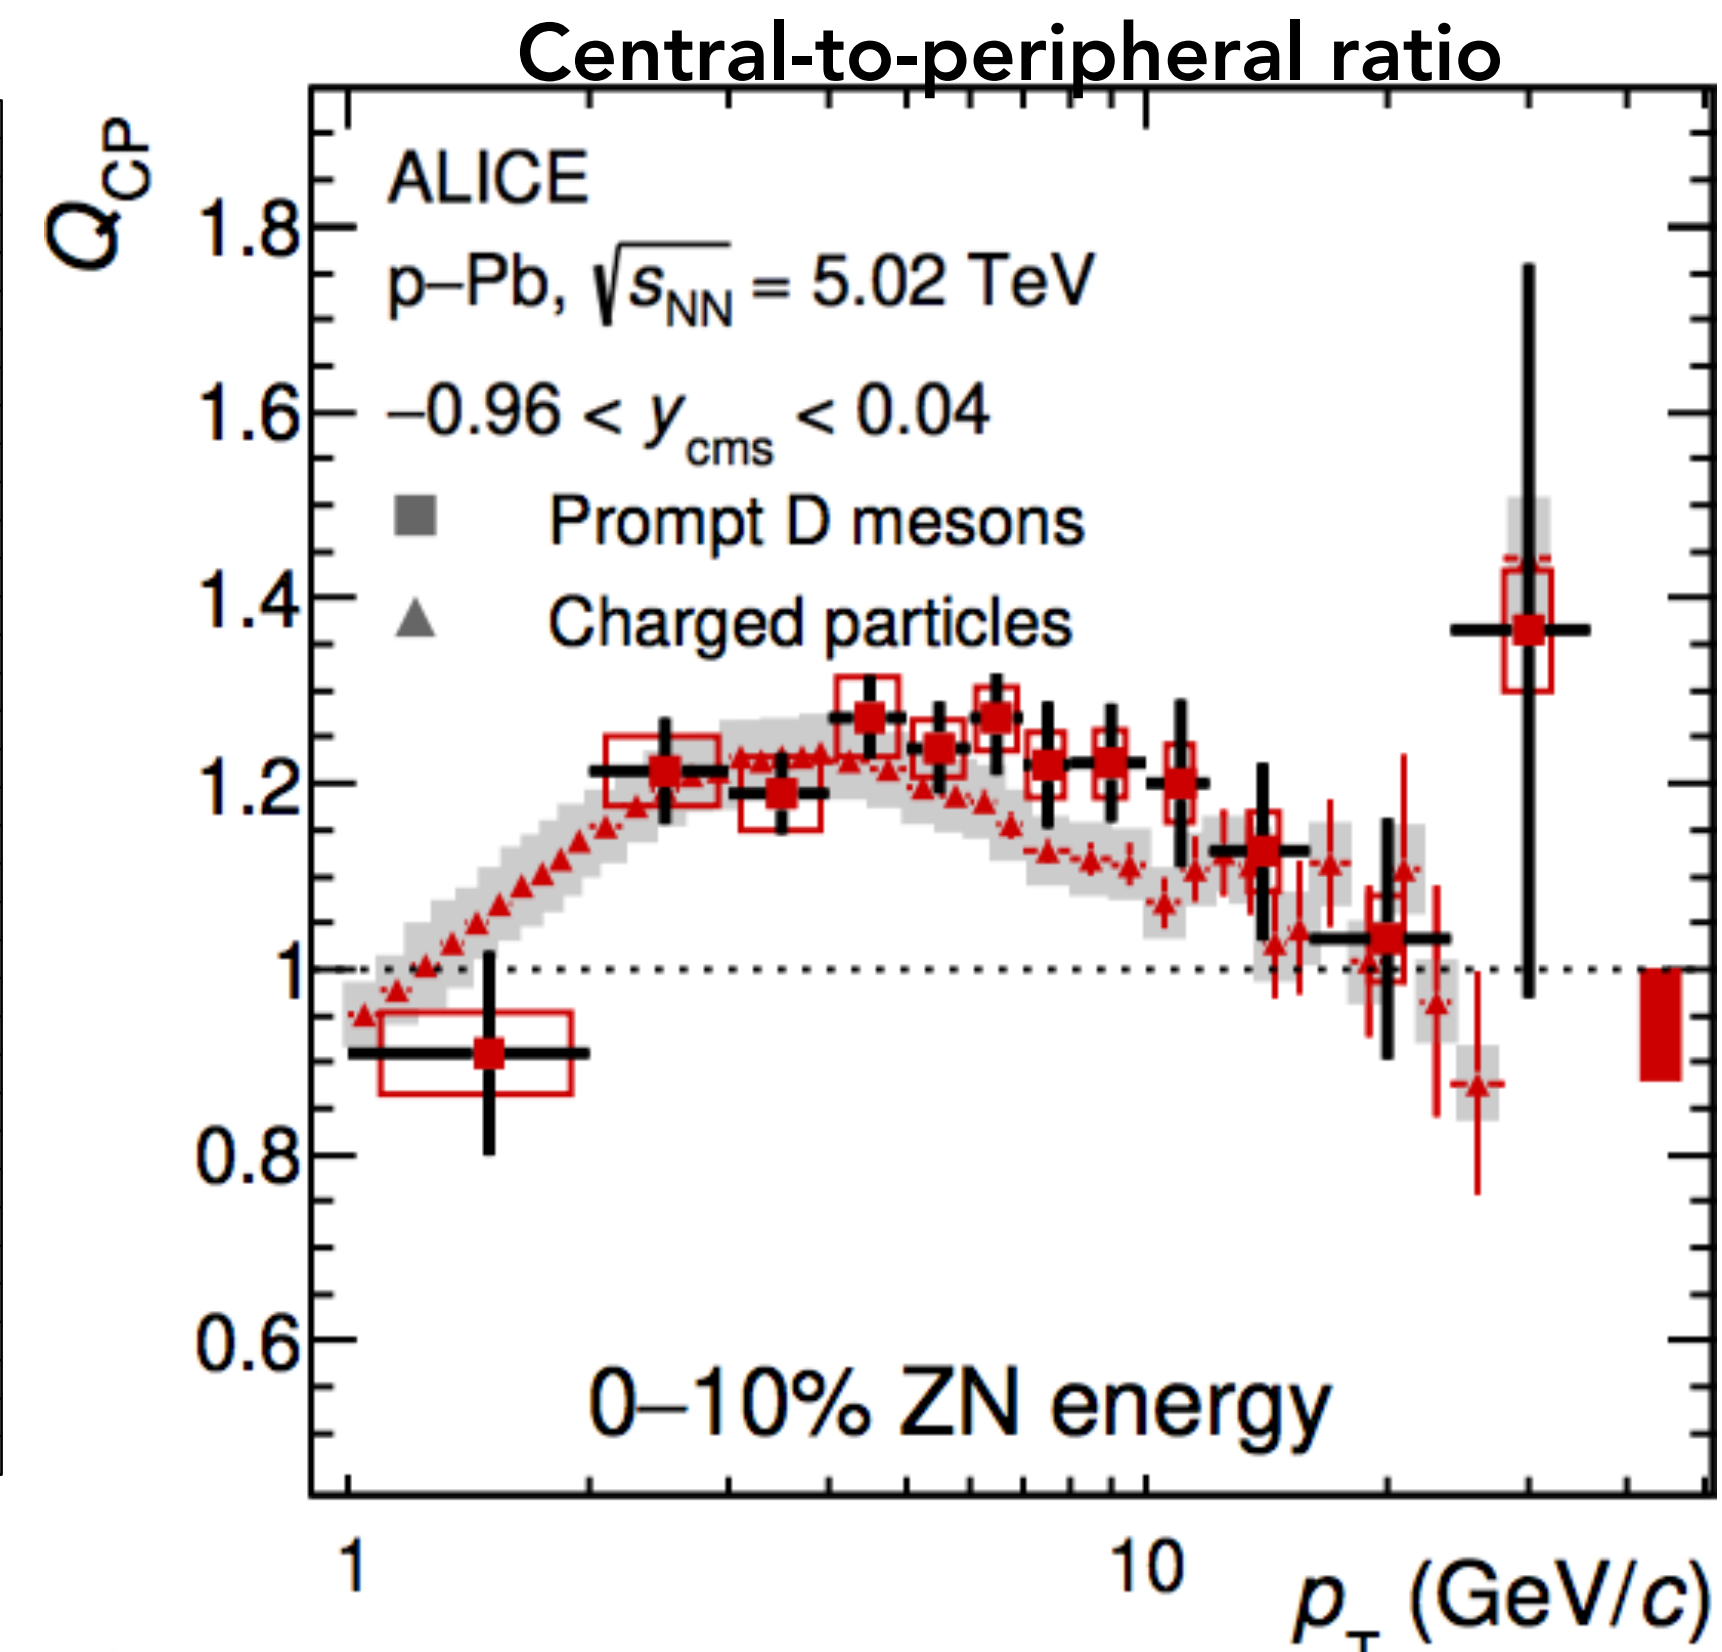 Central-to-peripheral ratio
Q_CP
ALICE
p–Pb, √s_NN = 5.02 TeV
–0.96 < y_cms < 0.04
Prompt D mesons
Charged particles
1.8
1.6
1.4
1.2
1
0.8
0.6
0–10% ZN energy
1
10
p_T (GeV/c)